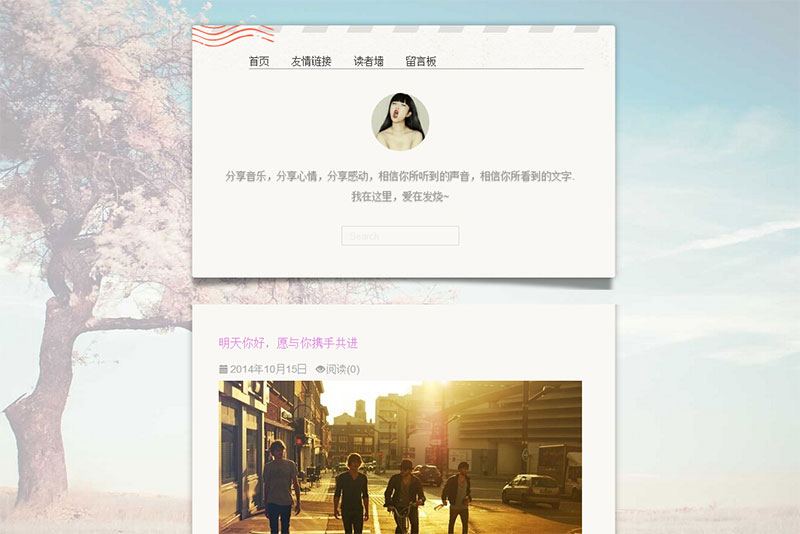 首页 友情链接 读者墙 留言板
分享音乐，分享心情，分享感动，相信你所听到的声音，相信你所看到的文字.
我在这里，爱在发烧~
Search
明天你好，愿与你携手共进
2014年10月15日 阅读(0)